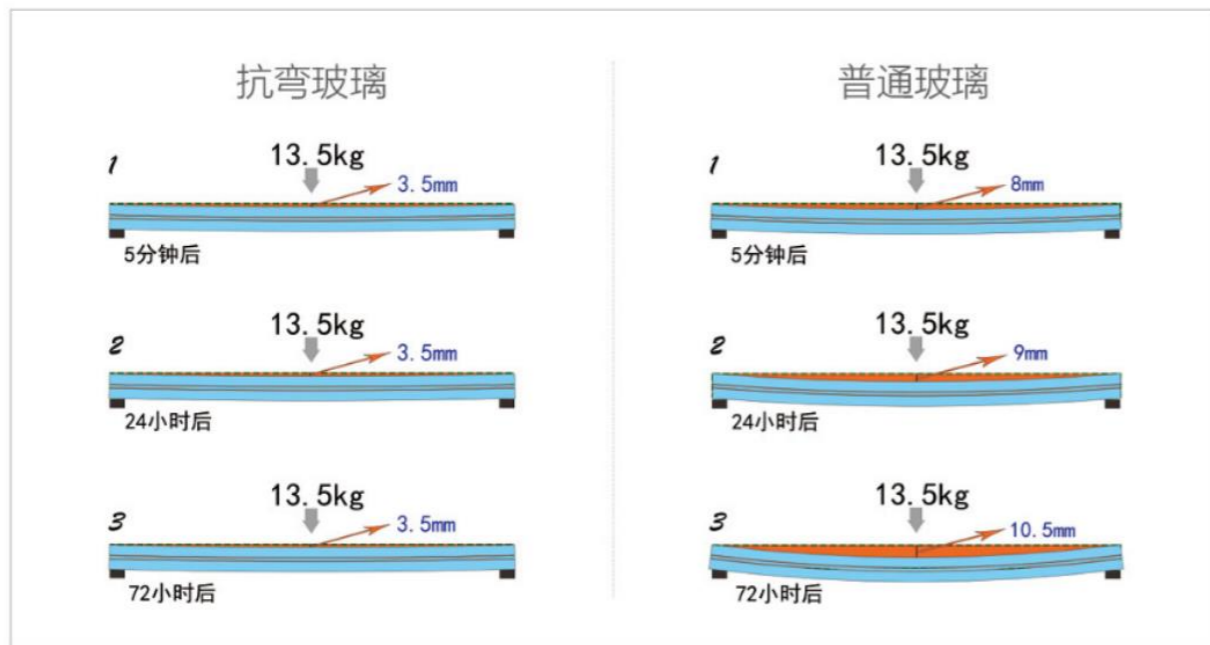 抗弯玻璃
1
13.5kg
3.5mm
5分钟后
2
13.5kg
3.5mm
24小时后
3
13.5kg
3.5mm
72小时后
普通玻璃
1
13.5kg
8mm
5分钟后
2
13.5kg
9mm
24小时后
3
13.5kg
10.5mm
72小时后